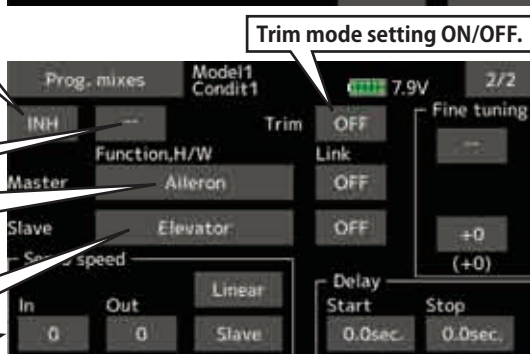 Trim mode setting ON/OFF.
Prog. mixes Model1 Condit1 7.9V 2/2
INH -- Trim OFF Fine tuning
Function,H/W Link --
Master Aileron OFF
Slave Elevator OFF +0
(+0)
Servo speed Linear Delay
In Out Start Stop
0 0 Slave 0.0sec. 0.0sec.